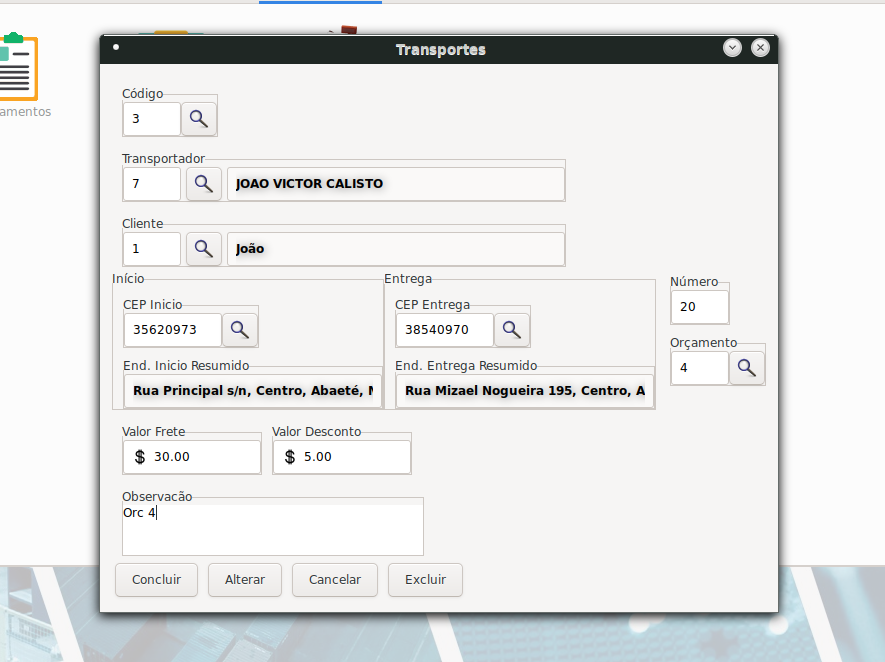 Transportes
amentos
Código
3
Transportador
7 JOAO VICTOR CALISTO
Cliente
1 João
Início
Entrega
CEP Inicio
35620973
CEP Entrega
38540970
End. Inicio Resumido
Rua Principal s/n, Centro, Abaeté,
End. Entrega Resumido
Rua Mizael Nogueira 195, Centro, A
Número
20
Orçamento
4
Valor Frete
$ 30.00
Valor Desconto
$ 5.00
Observação
Orc 4
Concluir Alterar Cancelar Excluir